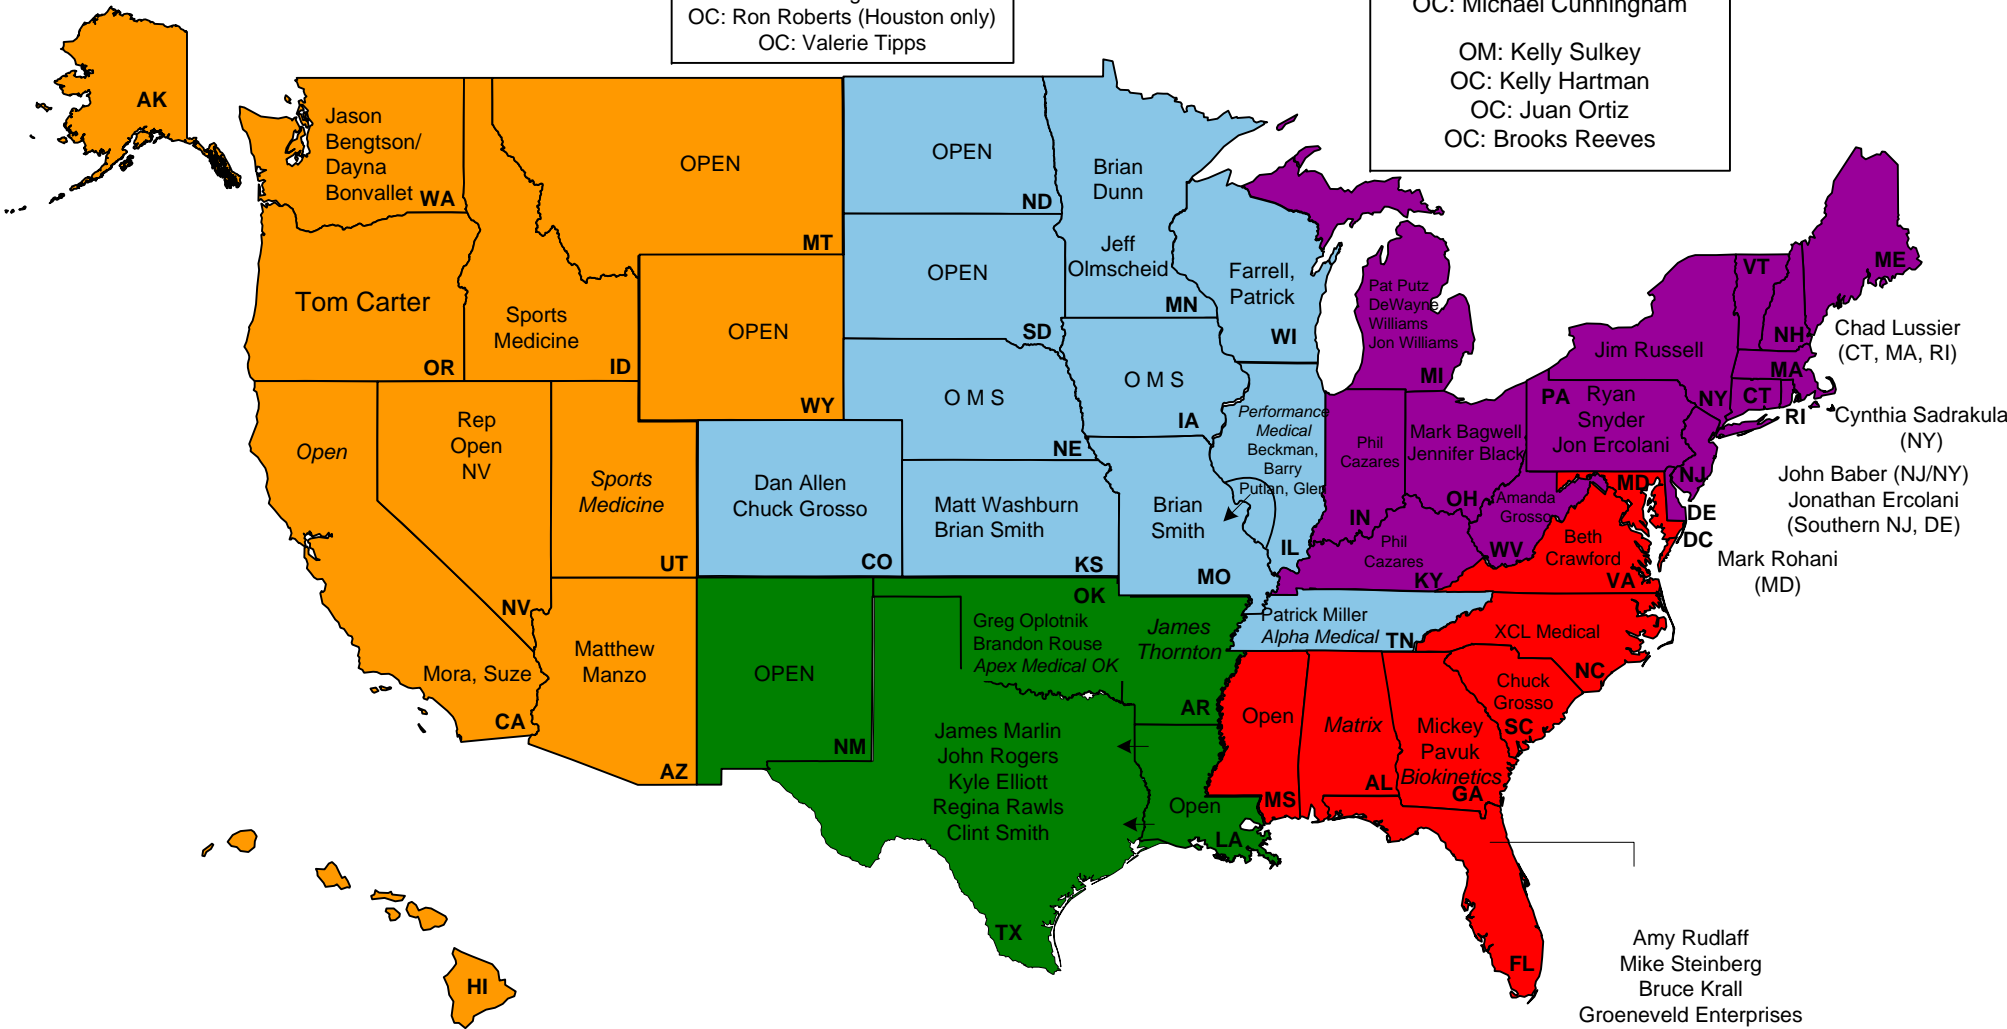 OC: Ron Roberts (Houston only)
OC: Valerie Tipps
OC: Michael Cunningham
OM: Kelly Sulkey
OC: Kelly Hartman
OC: Juan Ortiz
OC: Brooks Reeves
AK
Jason
Bengtson/
Dayna
Bonvallet
WA
OPEN
MT
OPEN
ND
Brian
Dunn
Jeff
Olmscheid
MN
Tom Carter
OR
Sports
Medicine
ID
OPEN
WY
OPEN
SD
Farrell,
Patrick
WI
Pat Putz
DeWayne
Williams
Jon Williams
MI
Jim Russell
NY
VT
NH
ME
MA
CT
RI
Chad Lussier
(CT, MA, RI)
Cynthia Sadrakula
(NY)
John Baber (NJ/NY)
Jonathan Ercolani
(Southern NJ, DE)
Mark Rohani
(MD)
Open
Rep
Open
NV
NV
Sports
Medicine
UT
Dan Allen
Chuck Grosso
CO
O M S
NE
O M S
IA
Matt Washburn
Brian Smith
KS
Brian
Smith
MO
Performance
Medical
Beckman,
Barry
Putlan, Glen
IL
Phil
Cazares
IN
Mark Bagwell
Jennifer Black
OH
PA
Ryan
Snyder
Jon Ercolani
NJ
MD
DE
DC
Amanda
Grosso
WV
Phil
Cazares
KY
Beth
Crawford
VA
Mora, Suze
CA
Matthew
Manzo
AZ
OPEN
NM
OK
Greg Oplotnik
Brandon Rouse
Apex Medical OK
James
Thornton
AR
Patrick Miller
Alpha Medical
TN
XCL Medical
NC
Chuck
Grosso
SC
James Marlin
John Rogers
Kyle Elliott
Regina Rawls
Clint Smith
TX
Open
LA
Open
MS
Matrix
AL
Mickey
Pavuk
Biokinetics
GA
FL
Amy Rudlaff
Mike Steinberg
Bruce Krall
Groeneveld Enterprises
HI